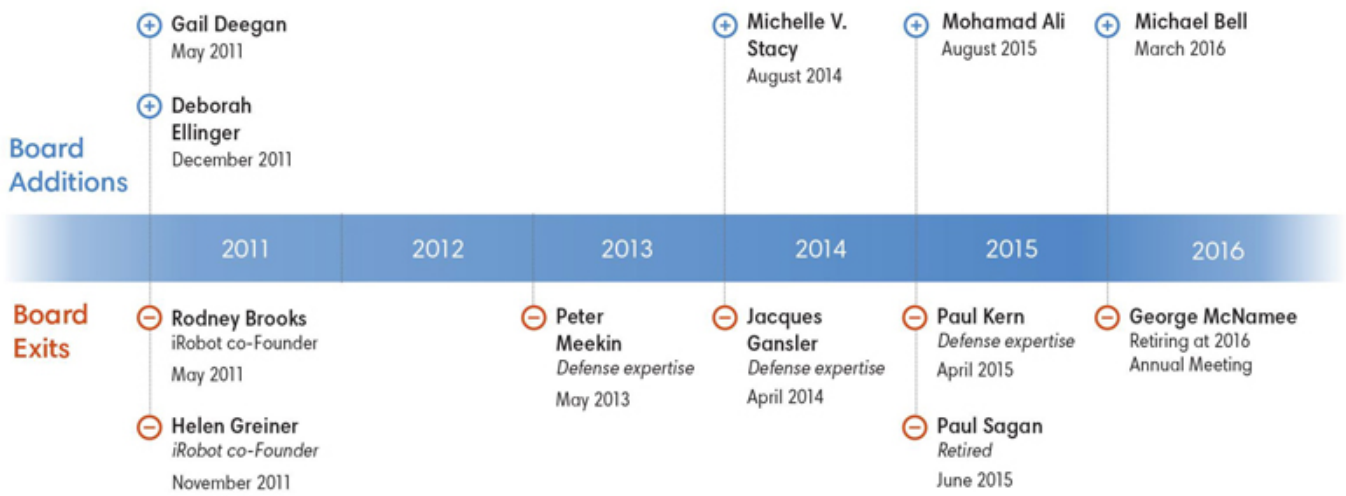 Gail Deegan
May 2011
Deborah
Ellinger
December 2011
Michelle V.
Stacy
August 2014
Mohamad Ali
August 2015
Michael Bell
March 2016
Board
Additions
2011
2012
2013
2014
2015
2016
Board
Exits
Rodney Brooks
iRobot co-Founder
May 2011
Helen Greiner
iRobot co-Founder
November 2011
Peter
Meekin
Defense expertise
May 2013
Jacques
Gansler
Defense expertise
April 2014
Paul Kern
Defense expertise
April 2015
Paul Sagan
Retired
June 2015
George McNamee
Retiring at 2016
Annual Meeting